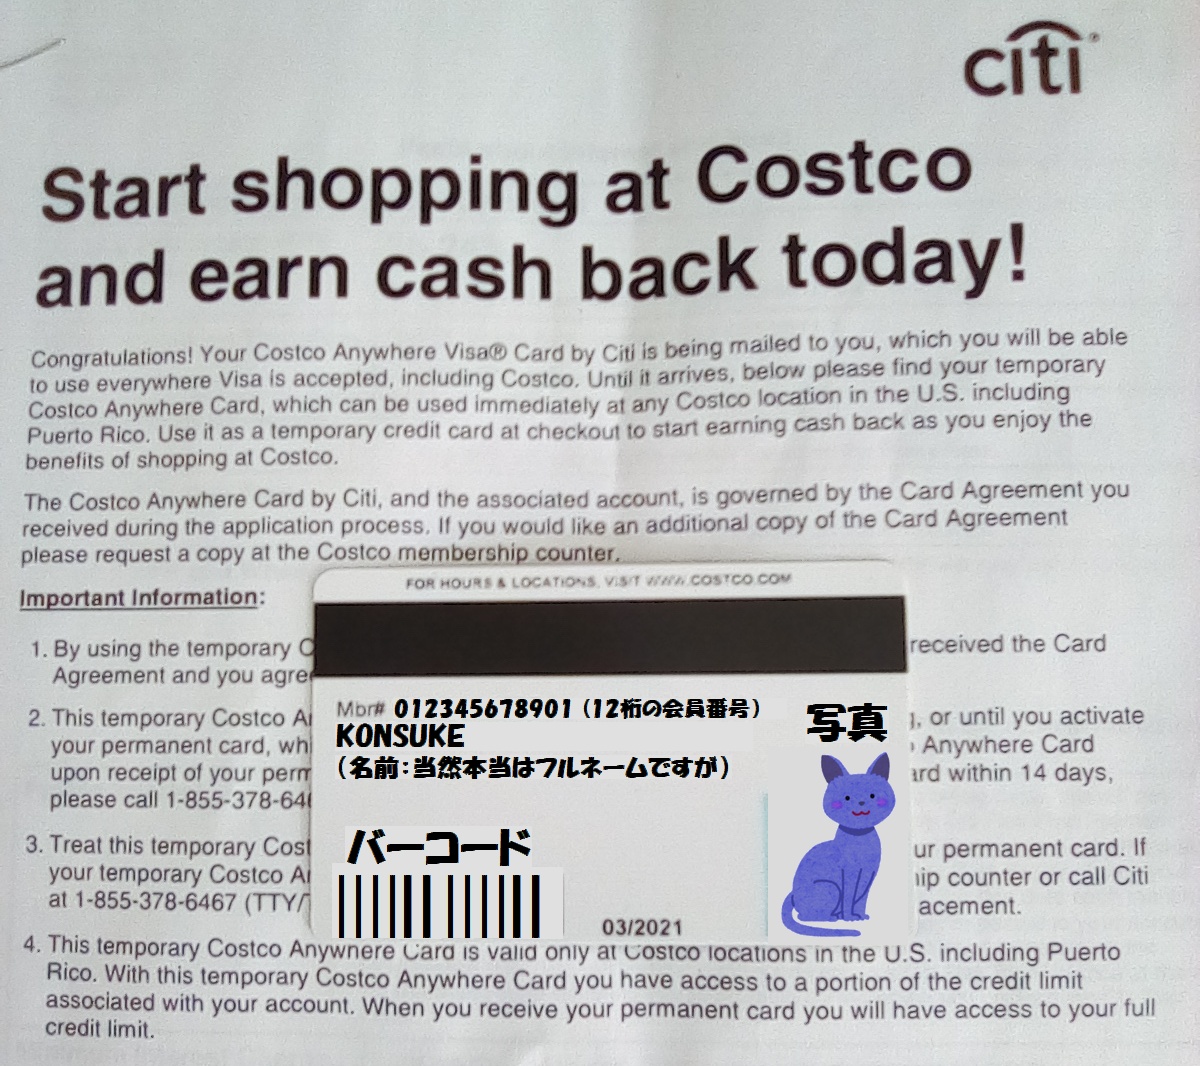 citi®
Start shopping at Costco
and earn cash back today!
Congratulations! Your Costco Anywhere Visa® Card by Citi is being mailed to you, which you will be able
to use everywhere Visa is accepted, including Costco. Until it arrives, below please find your temporary
Costco Anywhere Card, which can be used immediately at any Costco location in the U.S. including
Puerto Rico. Use it as a temporary credit card at checkout to start earning cash back as you enjoy the
benefits of shopping at Costco.
The Costco Anywhere Card by Citi, and the associated account, is governed by the Card Agreement you
received during the application process. If you would like an additional copy of the Card Agreement
please request a copy at the Costco membership counter.
Important Information:
1. By using the temporary received the Card
Agreement and you
2. This temporary Costco or until you activate
your permanent card, Anywhere Card
upon receipt of your within 14 days,
please call
3. Treat this temporary permanent card. If
your temporary Costco counter or call Citi
at 1-855-378-6467
4. This temporary Costco Anywhere Card is valid only at Costco locations in the U.S. including Puerto
Rico. With this temporary Costco Anywhere Card you have access to a portion of the credit limit
associated with your account. When you receive your permanent card you will have access to your full
credit limit.
FOR HOURS & LOCATIONS, VISIT WWW.COSTCO.COM
Mbr# 012345678901 (12桁の会員番号)
KONSUKE
(名前:当然本当はフルネームですが)
写真
バーコード
03/2021